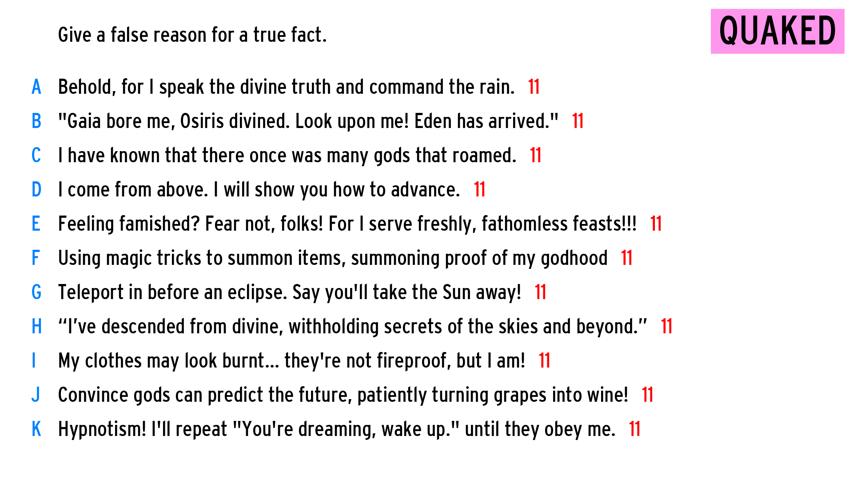 Give a false reason for a true fact.
QUAKED
A Behold, for I speak the divine truth and command the rain. 11
B "Gaia bore me, Osiris divined. Look upon me! Eden has arrived." 11
C I have known that there once was many gods that roamed. 11
D I come from above. I will show you how to advance. 11
E Feeling famished? Fear not, folks! For I serve freshly, fathomless feasts!!! 11
F Using magic tricks to summon items, summoning proof of my godhood 11
G Teleport in before an eclipse. Say you'll take the Sun away! 11
H “I’ve descended from divine, withholding secrets of the skies and beyond.” 11
I My clothes may look burnt... they're not fireproof, but I am! 11
J Convince gods can predict the future, patiently turning grapes into wine! 11
K Hypnotism! I'll repeat "You're dreaming, wake up." until they obey me. 11